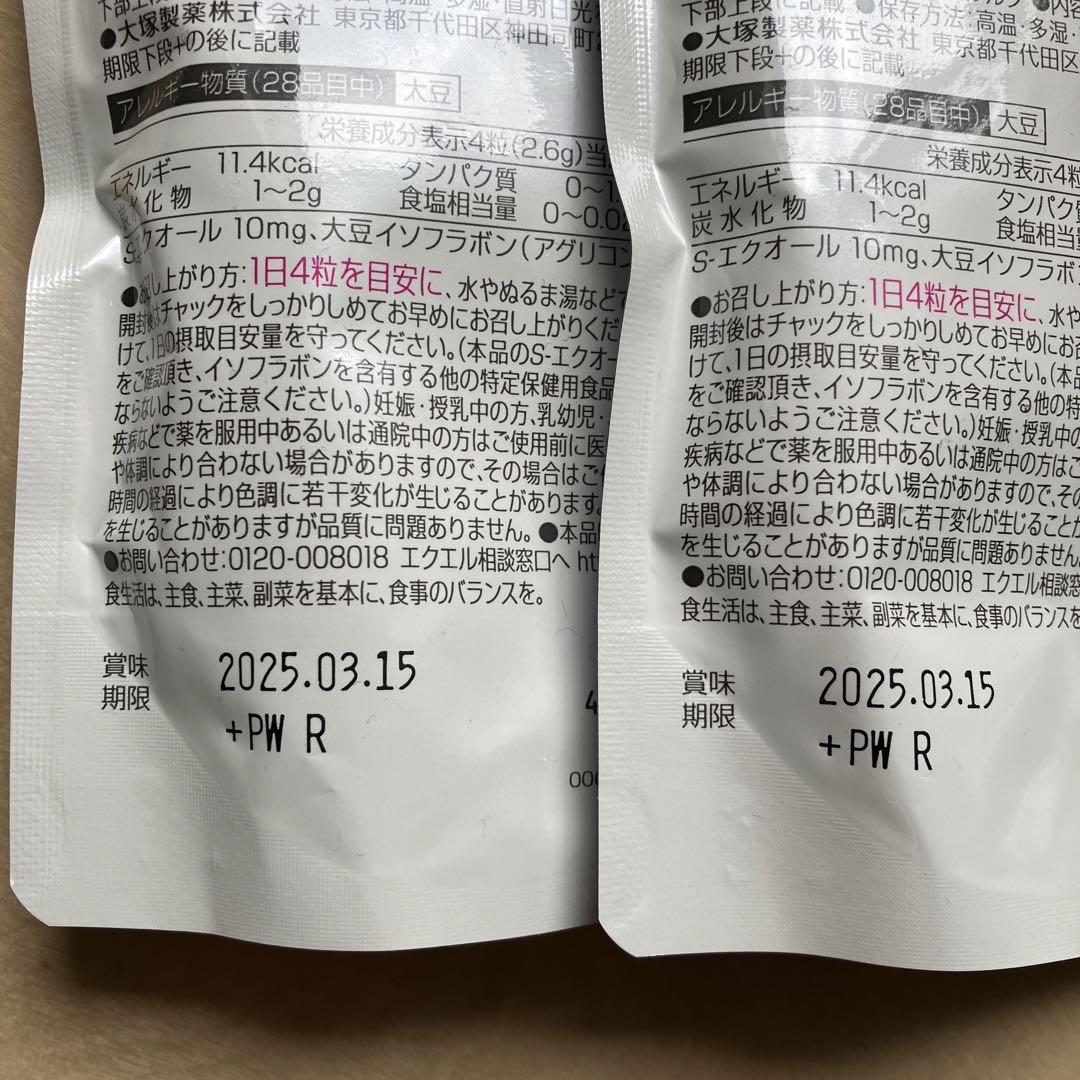 下部上段に記載
●大塚製薬株式会社 東京都千代田区神田司町
期限下段+の後に記載
アレルギー物質(28品目中) 大豆
栄養成分表示4粒(2.6g)当
エネルギー 11.4kcal タンパク質 0〜1
炭水化物 1〜2g 食塩相当量 0〜0.02
S-エクオール 10mg、大豆イソフラボン(アグリコン
●お召し上がり方:1日4粒を目安に、水やぬるま湯などで
開封後はチャックをしっかりしめてお早めにお召し上がりくだ
けて、1日の摂取目安量を守ってください。(本品のS-エクオー
をご確認頂き、イソフラボンを含有する他の特定保健用食品
ならないようご注意ください。)妊娠・授乳中の方、乳幼児・
疾病などで薬を服用中あるいは通院中の方はご使用前に医
や体調により合わない場合がありますので、その場合はご
時間の経過により色調に若干変化が生じることがあります
を生じることがありますが品質に問題ありません。●本品
●お問い合わせ:0120-008018 エクエル相談窓口へ ht
食生活は、主食、主菜、副菜を基本に、食事のバランスを。
賞味
期限
2025.03.15
+PW R
4
000
下部上段に記載 ●保存方法:高温・多湿・
●大塚製薬株式会社 東京都千代田区
期限下段+の後に記載
アレルギー物質(28品目中) 大豆
栄養成分表示4粒
エネルギー 11.4kcal タンパク
炭水化物 1〜2g 食塩相当
S-エクオール 10mg、大豆イソフラボ
●お召し上がり方:1日4粒を目安に、水や
開封後はチャックをしっかりしめてお早めにお召
けて、1日の摂取目安量を守ってください。(本品
をご確認頂き、イソフラボンを含有する他の特
ならないようご注意ください。)妊娠・授乳中の
疾病などで薬を服用中あるいは通院中の方はご
や体調により合わない場合がありますので、その
時間の経過により色調に若干変化が生じることが
を生じることがありますが品質に問題ありません。
●お問い合わせ:0120-008018 エクエル相談窓
食生活は、主食、主菜、副菜を基本に、食事のバランスを
賞味
期限
2025.03.15
+PW R